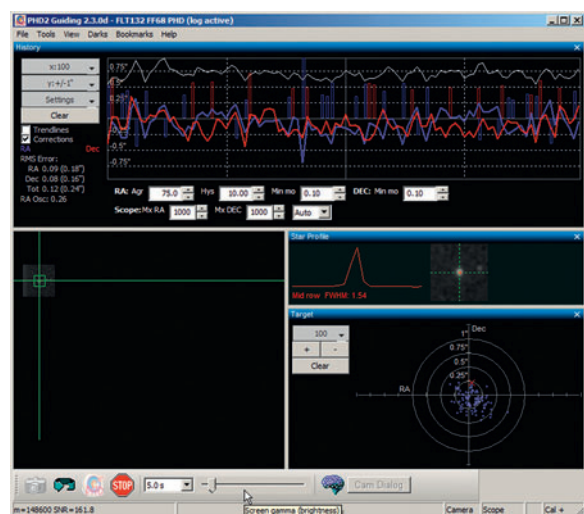 PHD2 Guiding 2.3.0d - FLT132 FF68 PHD (log active)
File Tools View Darks Bookmarks Help
History
x:100
y:+/-1"
Settings
Clear
Trendlines
Corrections
RA Dec
RMS Error:
RA 0.09 (0.18")
Dec 0.08 (0.16")
Tot 0.12 (0.24")
RA Osc: 0.26
0.75"
0.25"
-0.5"
-0.75"
RA: Agr 75.0 Hys 10.00 Min mo 0.10 DEC: Min mo 0.10
Scope: Mx RA 1000 Mx DEC 1000 Auto
Star Profile
Mid row FWHM: 1.54
Target
100
+ -
Clear
1" Dec
0.75"
0.5"
0.25"
RA
STOP
5.0 s
Cam Dialog
m=148600 SNR=161.8
Screen gamma (brightness)
Camera Scope Cal +